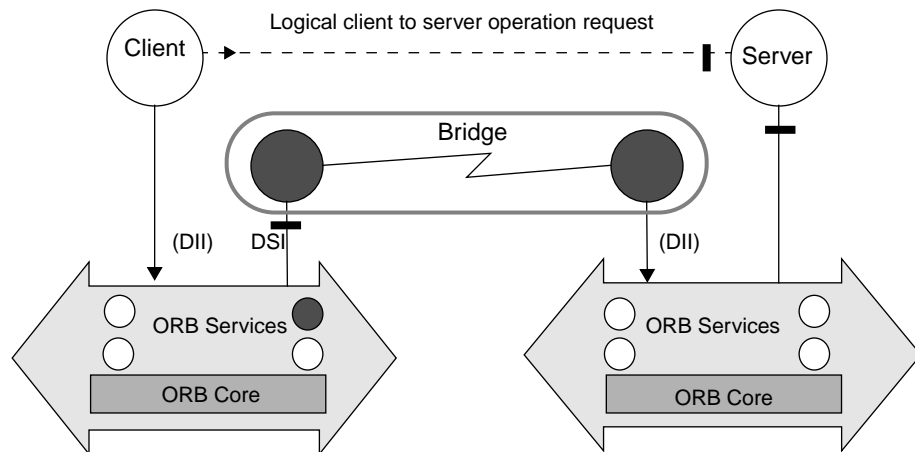 Logical client to server operation request
Client
Server
Bridge
(DII)
DSI
(DII)
ORB Services
ORB Services
ORB Core
ORB Core